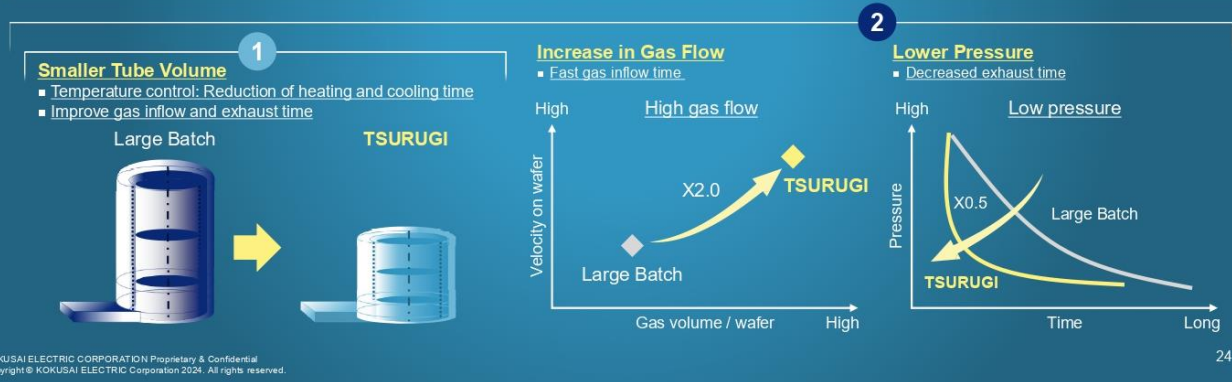 1
2
Smaller Tube Volume
■ Temperature control: Reduction of heating and cooling time
■ Improve gas inflow and exhaust time
Large Batch
TSURUGI
Increase in Gas Flow
■ Fast gas inflow time
High
High gas flow
Velocity on wafer
X2.0
TSURUGI
Large Batch
Gas volume / wafer
High
Lower Pressure
■ Decreased exhaust time
High
Low pressure
Pressure
X0.5
Large Batch
TSURUGI
Time
Long
KUSAI ELECTRIC CORPORATION Proprietary & Confidential
yright © KOKUSAI ELECTRIC Corporation 2024. All rights reserved.
24